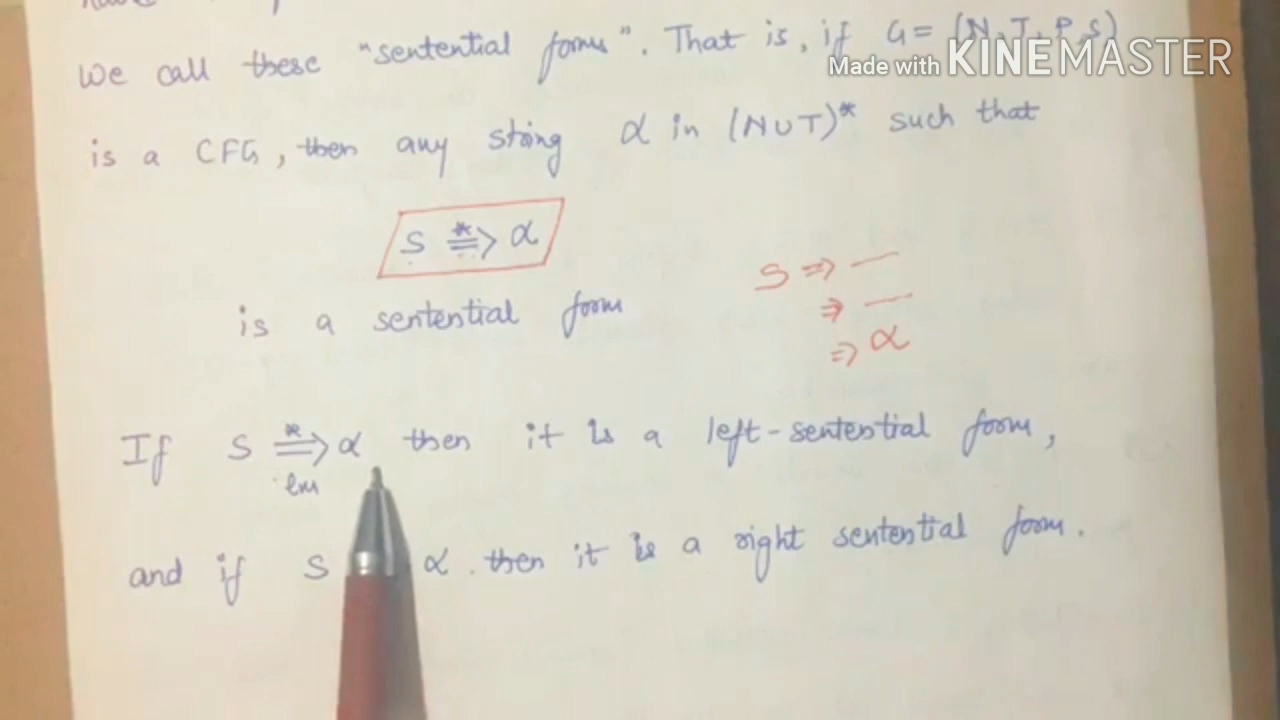 We call these "sentential forms". That is, if G = (N, T, P, S)
Made with KINEMASTER
is a CFG, then any string α in (NUT)* such that
S *=> α
is a sentential form
S => —
=> —
=> α
If S *=> α then it is a left-sentential form,
lm
and if S α then it is a right sentential form.